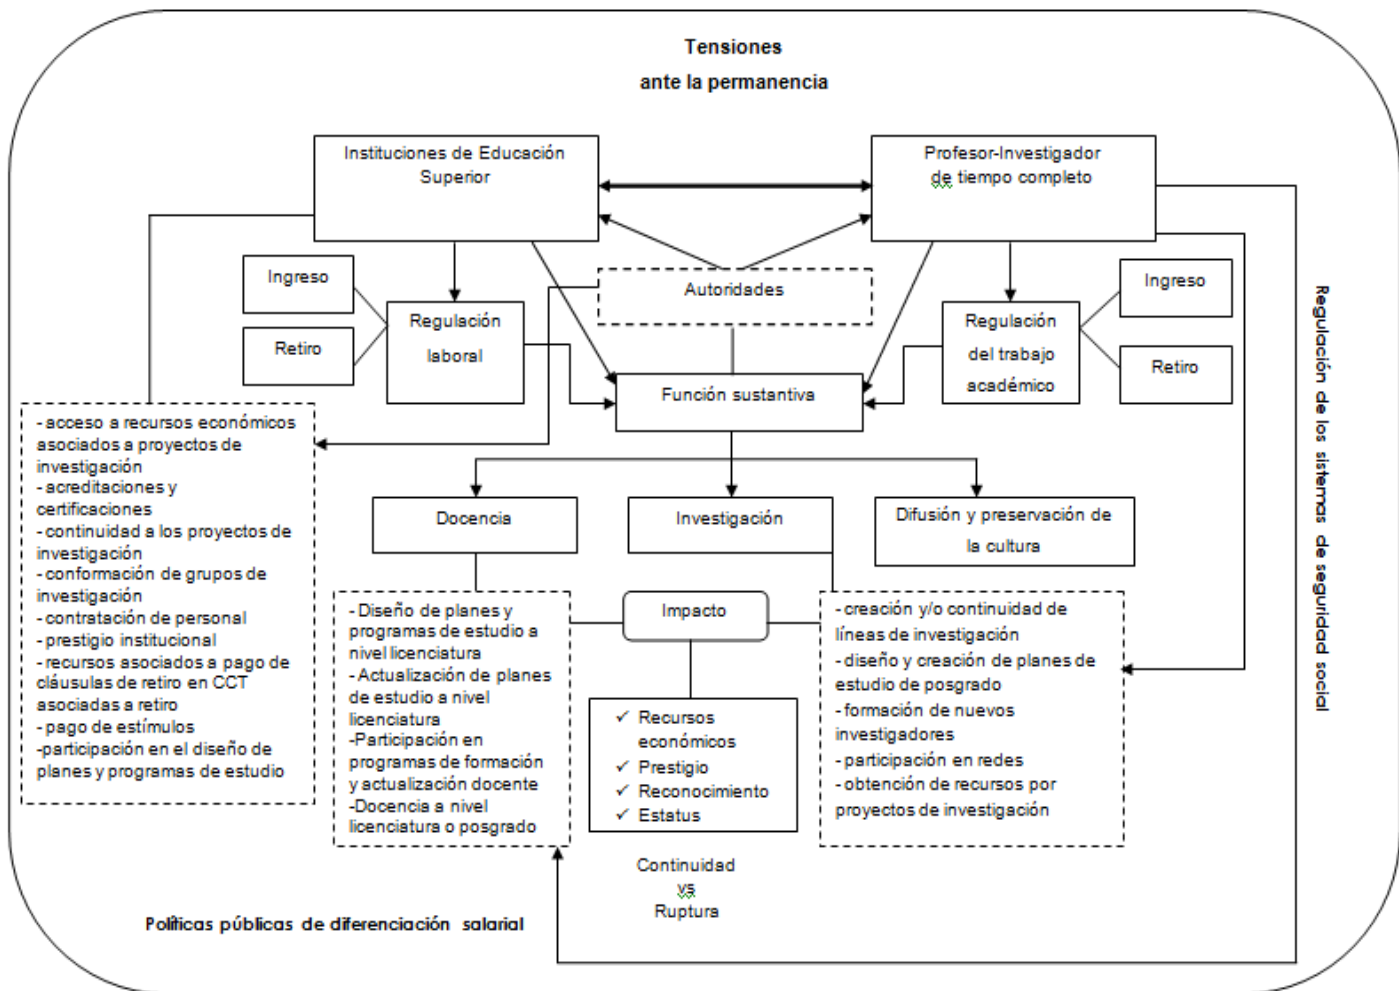 Tensiones
ante la permanencia
Instituciones de Educación
Superior
Profesor-Investigador
de tiempo completo
Autoridades
Ingreso
Retiro
Regulación
laboral
Regulación
del trabajo
académico
Ingreso
Retiro
Función sustantiva
- acceso a recursos económicos
asociados a proyectos de
investigación
- acreditaciones y
certificaciones
- continuidad a los proyectos de
investigación
- conformación de grupos de
investigación
- contratación de personal
- prestigio institucional
- recursos asociados a pago de
cláusulas de retiro en CCT
asociadas a retiro
- pago de estímulos
-participación en el diseño de
planes y programas de estudio
Docencia
Investigación
Difusión y preservación de
la cultura
- Diseño de planes y
programas de estudio a
nivel licenciatura
- Actualización de planes
de estudio a nivel
licenciatura
-Participación en
programas de formación
y actualización docente
-Docencia a nivel
licenciatura o posgrado
Impacto
✓ Recursos
económicos
✓ Prestigio
✓ Reconocimiento
✓ Estatus
- creación y/o continuidad de
líneas de investigación
- diseño y creación de planes de
estudio de posgrado
- formación de nuevos
investigadores
- participación en redes
- obtención de recursos por
proyectos de investigación
Continuidad
vs
Ruptura
Políticas públicas de diferenciación salarial
Regulación de los sistemas de seguridad social